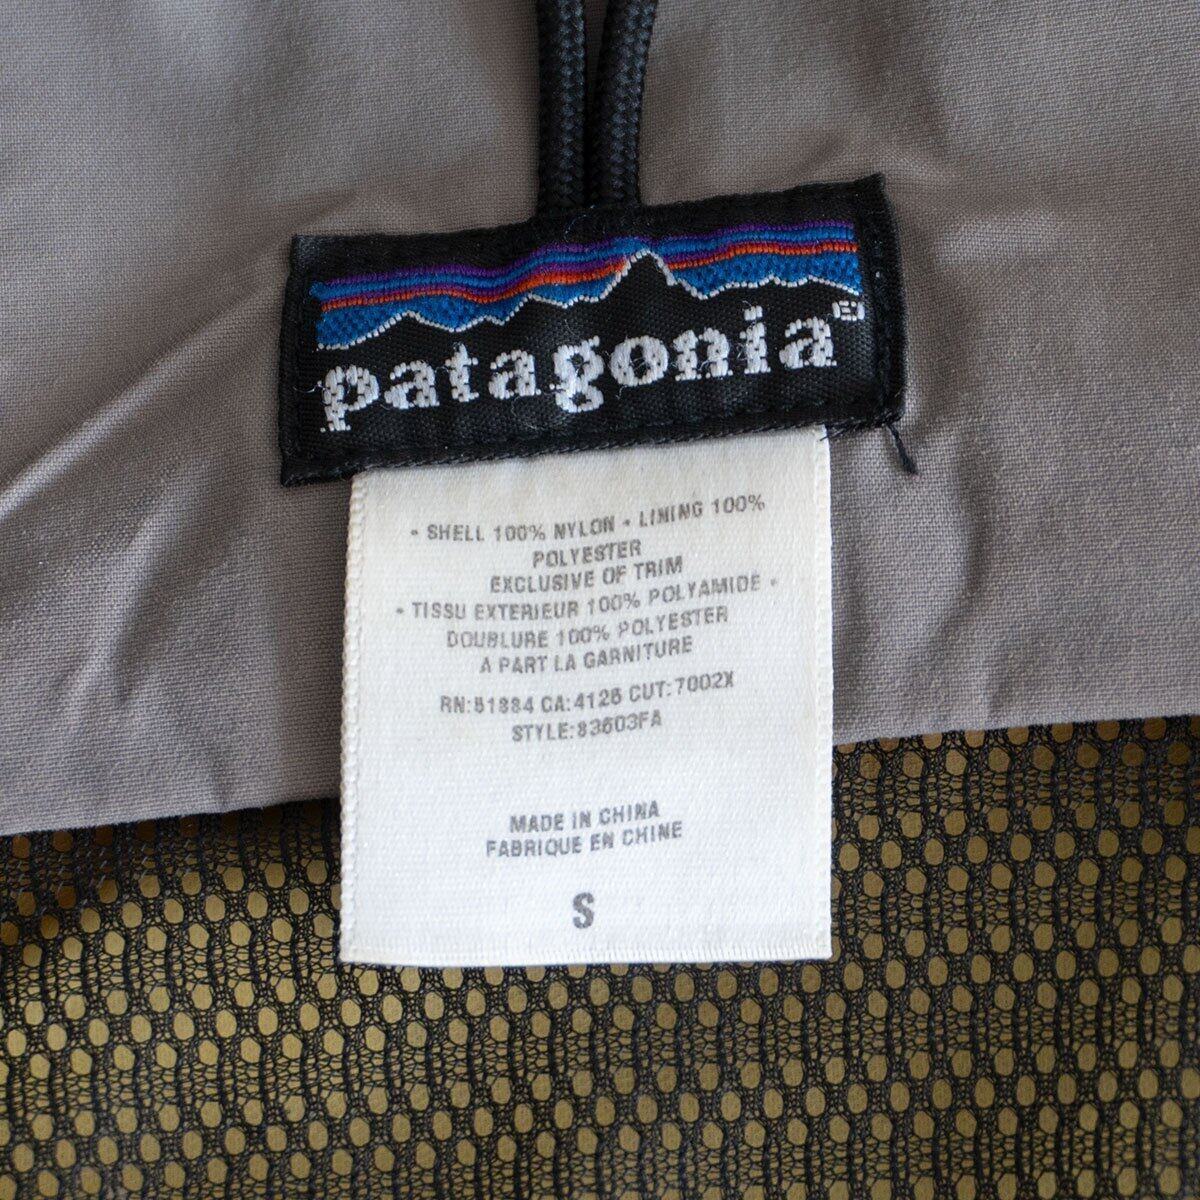 patagonia®
• SHELL 100% NYLON • LINING 100%
POLYESTER
EXCLUSIVE OF TRIM
• TISSU EXTERIEUR 100% POLYAMIDE •
DOUBLURE 100% POLYESTER
A PART LA GARNITURE
RN:51884 CA:4126 CUT:7002X
STYLE:83603FA
MADE IN CHINA
FABRIQUE EN CHINE
S